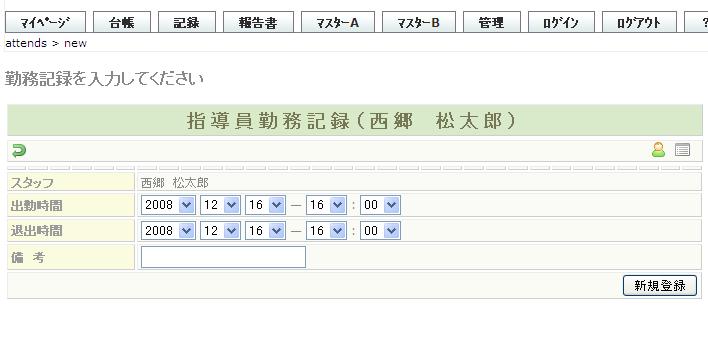 ﾏｲﾍﾟｰｼﾞ 台帳 記録 報告書 ﾏｽﾀｰA ﾏｽﾀｰB 管理 ﾛｸﾞｲﾝ ﾛｸﾞｱｳﾄ ?
attends > new
勤務記録を入力してください
指導員勤務記録(西郷 松太郎)
スタッフ 西郷 松太郎
出勤時間 2008 12 16 — 16 : 00
退出時間 2008 12 16 — 16 : 00
備 考
新規登録